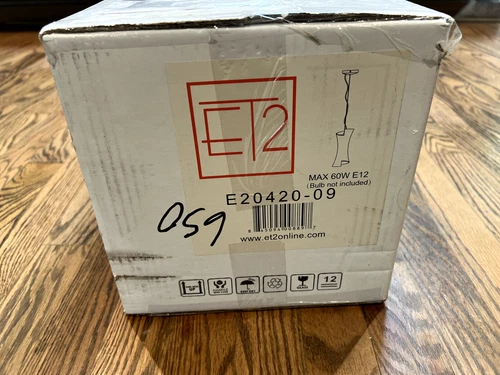 ET2
MAX 60W E12
(Bulb not included)
E20420-09
www.et2online.com
059
12